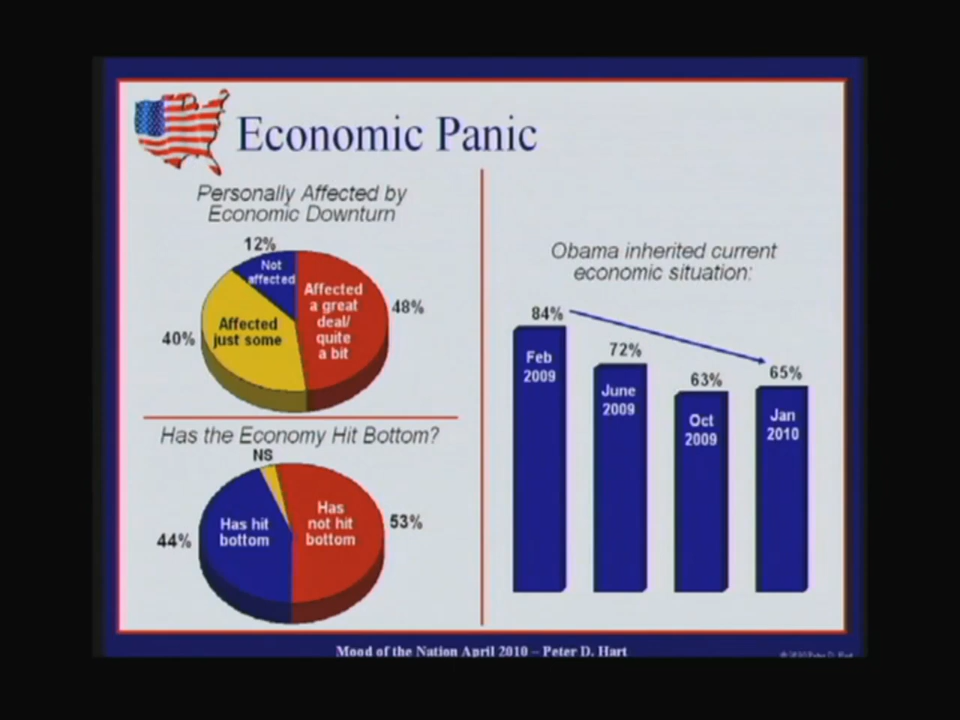 Economic Panic
Personally Affected by
Economic Downturn
12%
Not
affected
Affected
a great
deal/
quite
a bit
48%
Affected
just some
40%
Has the Economy Hit Bottom?
NS
Has
not hit
bottom
53%
Has hit
bottom
44%
Obama inherited current
economic situation:
84%
Feb
2009
72%
June
2009
63%
Oct
2009
65%
Jan
2010
Mood of the Nation April 2010 – Peter D. Hart
Peter D. Hart